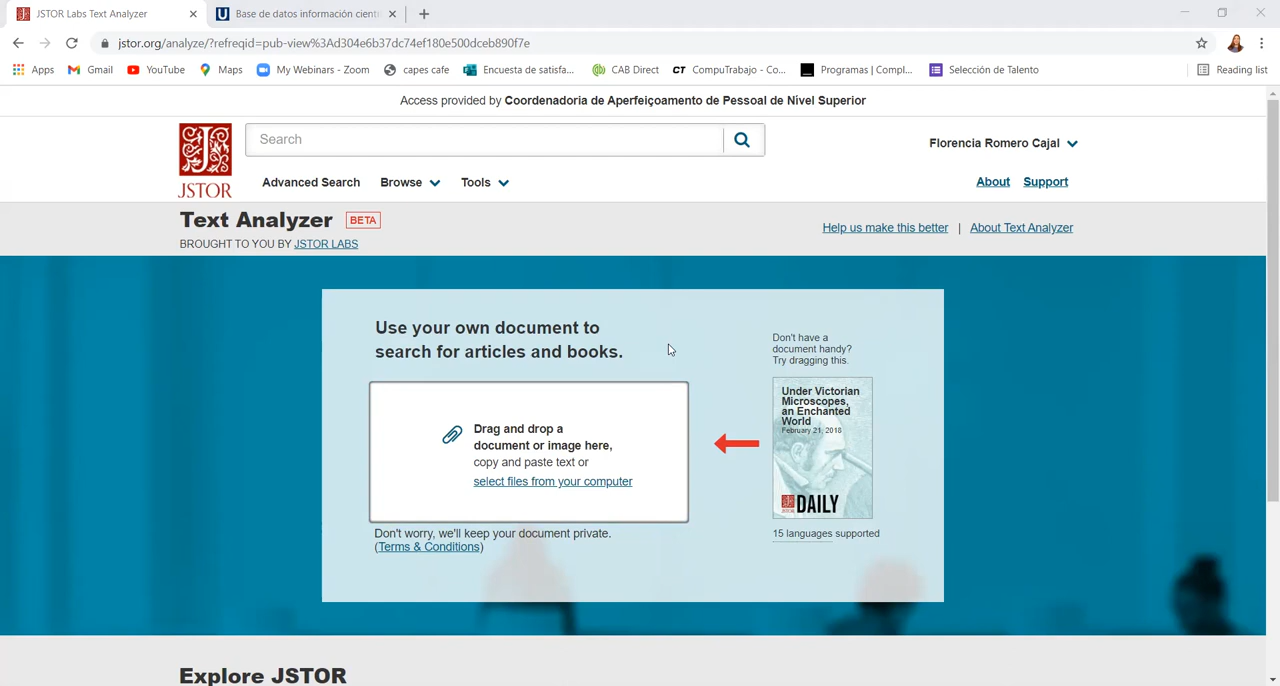 JSTOR Labs Text Analyzer
Base de datos información cientí
jstor.org/analyze/?refreqid=pub-view%3Ad304e6b37dc74ef180e500dceb890f7e
Apps Gmail YouTube Maps My Webinars - Zoom capes cafe Encuesta de satisfa... CAB Direct CT CompuTrabajo - Co... Programas | Compl... Selección de Talento Reading list
Access provided by Coordenadoria de Aperfeiçoamento de Pessoal de Nível Superior
JSTOR
Search
Florencia Romero Cajal
Advanced Search Browse Tools
About Support
Text Analyzer BETA
BROUGHT TO YOU BY JSTOR LABS
Help us make this better | About Text Analyzer
Use your own document to
search for articles and books.
Drag and drop a
document or image here,
copy and paste text or
select files from your computer
Don't worry, we'll keep your document private.
(Terms & Conditions)
Don't have a
document handy?
Try dragging this.
Under Victorian
Microscopes,
an Enchanted
World
February 21, 2018
DAILY
15 languages supported
Explore JSTOR